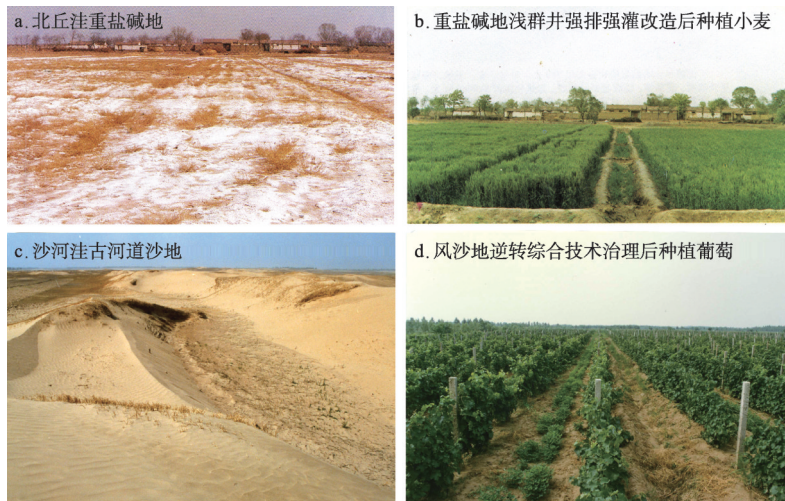 a. 北丘洼重盐碱地
b. 重盐碱地浅群井强排强灌改造后种植小麦
c. 沙河洼古河道沙地
d. 风沙地逆转综合技术治理后种植葡萄